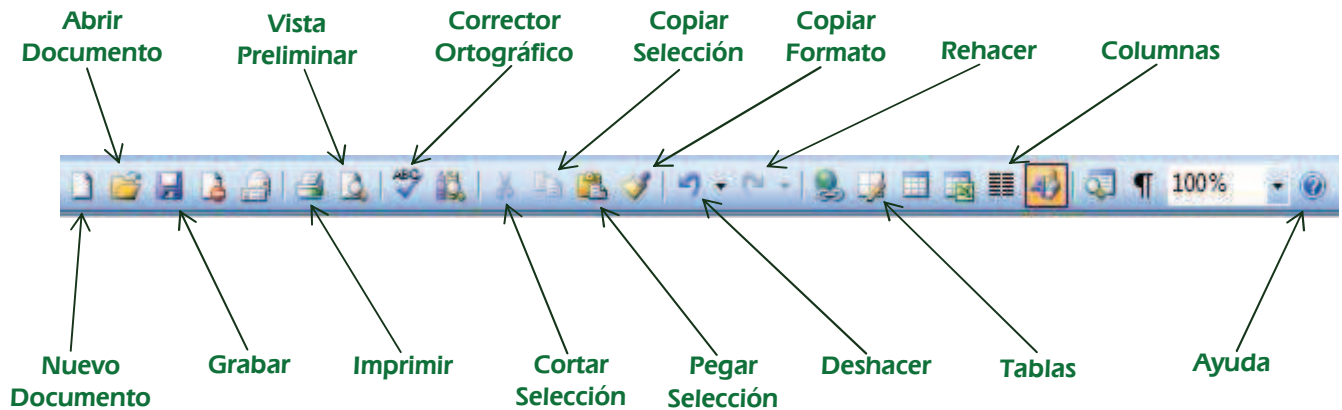 Abrir
Documento
Vista
Preliminar
Corrector
Ortográfico
Copiar
Selección
Copiar
Formato
Rehacer
Columnas
ABC
¶
100%
?
Nuevo
Documento
Grabar
Imprimir
Cortar
Selección
Pegar
Selección
Deshacer
Tablas
Ayuda